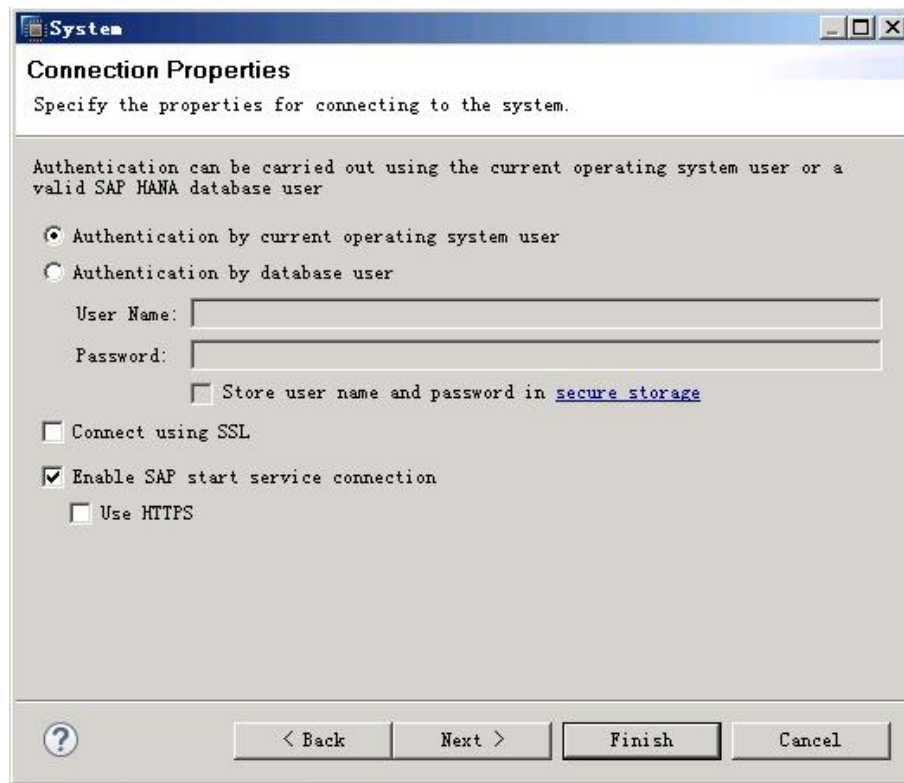 System
Connection Properties
Specify the properties for connecting to the system.
Authentication can be carried out using the current operating system user or a
valid SAP HANA database user
Authentication by current operating system user
Authentication by database user
User Name:
Password:
Store user name and password in secure storage
Connect using SSL
Enable SAP start service connection
Use HTTPS
?
< Back Next > Finish Cancel